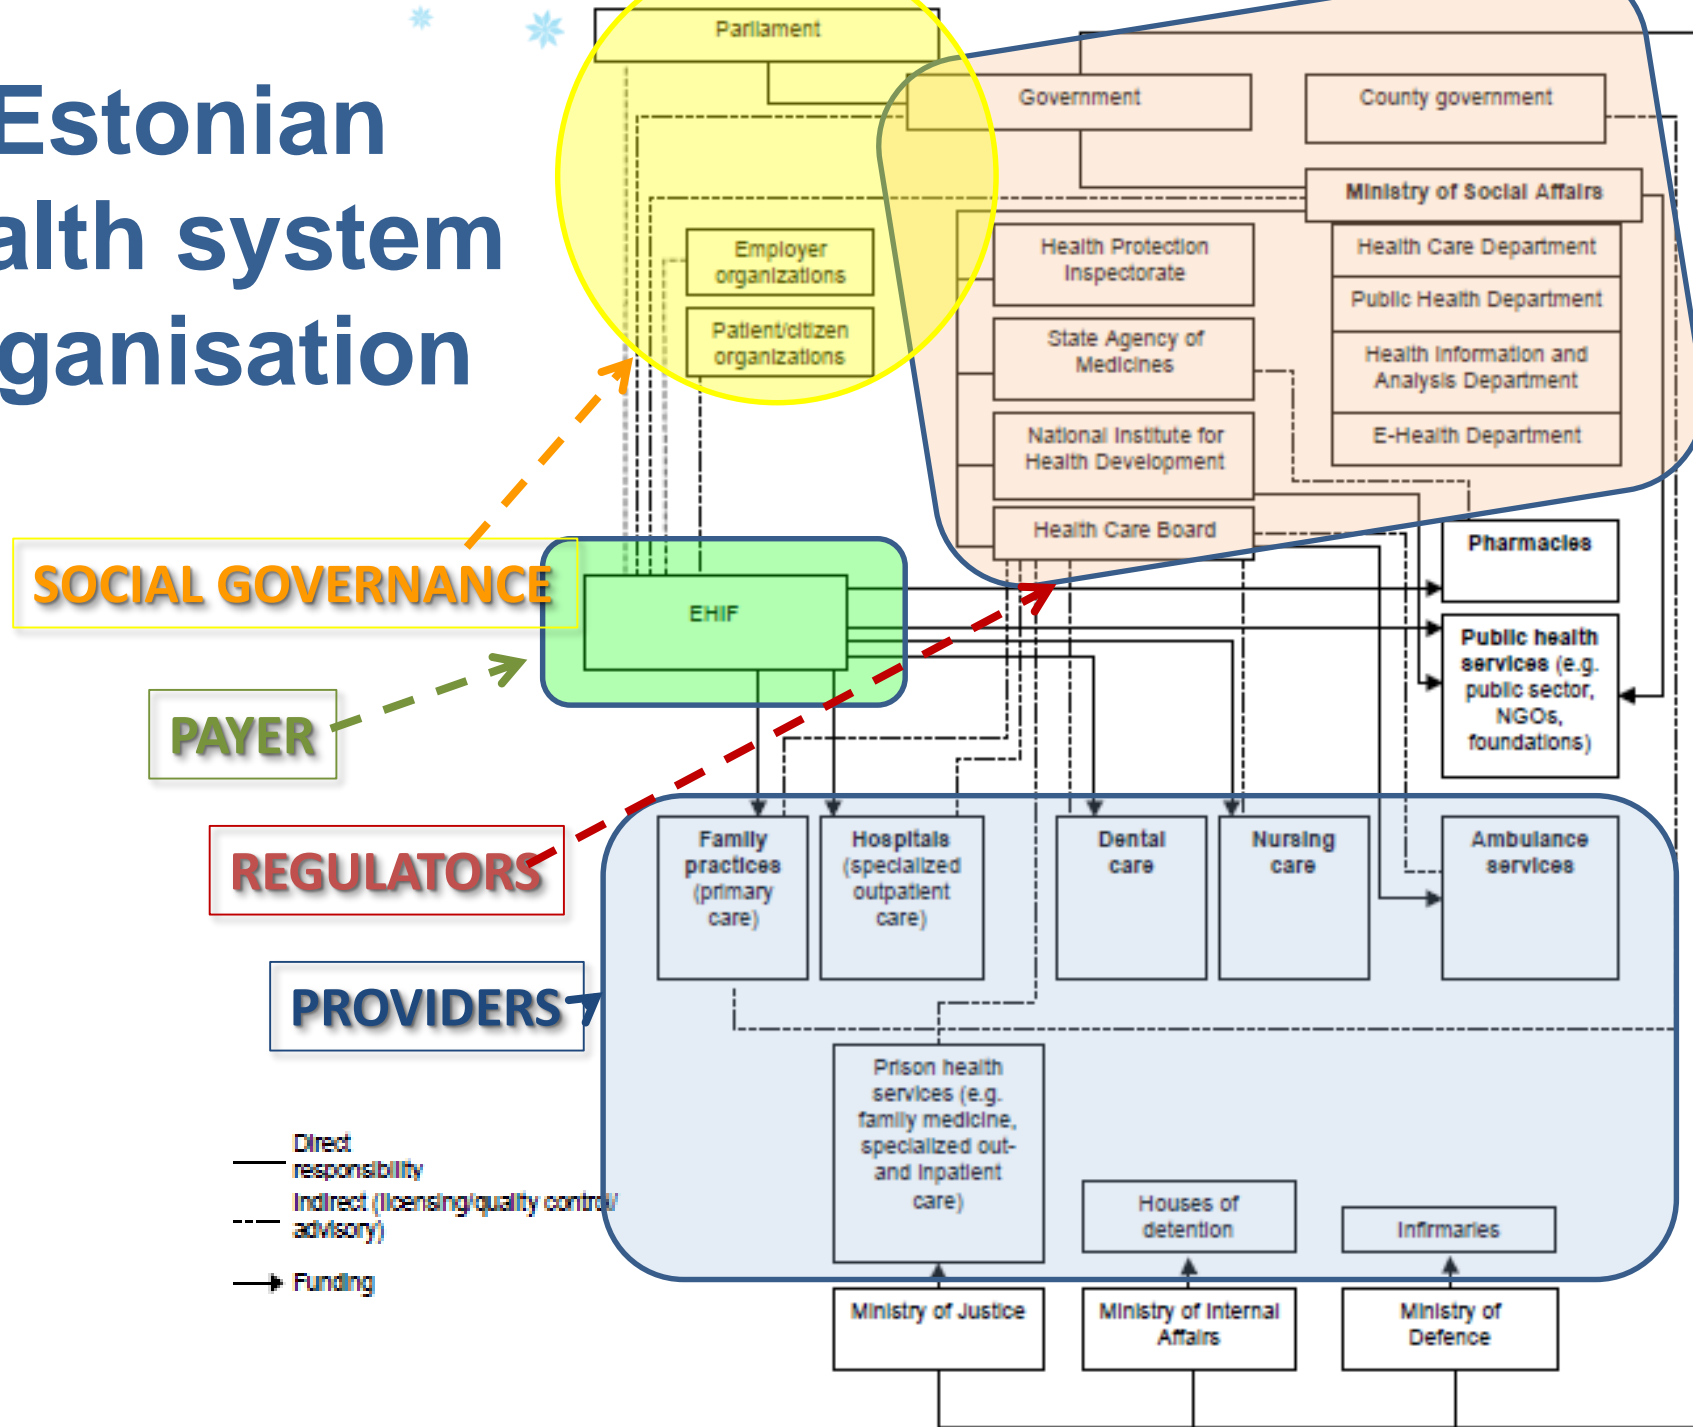 Estonian
alth system
ganisation
Parliament
Government
County government
Ministry of Social Affairs
Employer
organizations
Patient/citizen
organizations
Health Protection
Inspectorate
State Agency of
Medicines
National Institute for
Health Development
Health Care Board
Health Care Department
Public Health Department
Health Information and
Analysis Department
E-Health Department
SOCIAL GOVERNANCE
EHIF
Pharmacies
Public health
services (e.g.
public sector,
NGOs,
foundations)
PAYER
REGULATORS
PROVIDERS
Family
practices
(primary
care)
Hospitals
(specialized
outpatient
care)
Dental
care
Nursing
care
Ambulance
services
Prison health
services (e.g.
family medicine,
specialized out-
and inpatient
care)
Houses of
detention
Infirmaries
Direct
responsibility
Indirect (licensing/quality control/
advisory)
Funding
Ministry of Justice
Ministry of Internal
Affairs
Ministry of
Defence